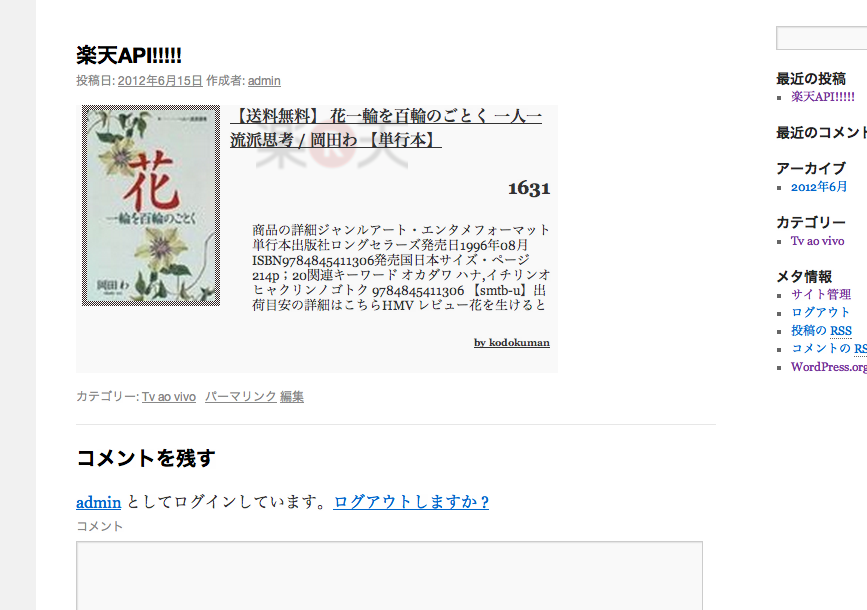 楽天API!!!!!
投稿日: 2012年6月15日 作成者: admin
花
一輪を百輪のごとく
岡田わ
【送料無料】 花一輪を百輪のごとく 一人一
流派思考 / 岡田わ 【単行本】
楽天
1631
商品の詳細ジャンルアート・エンタメフォーマット
単行本出版社ロングセラーズ発売日1996年08月
ISBN9784845411306発売国日本サイズ・ページ
214p；20関連キーワード オカダワ ハナ,イチリンオ
ヒャクリンノゴトク 9784845411306 【smtb-u】出
荷目安の詳細はこちらHMV レビュー花を生けると
by kodokuman
カテゴリー: Tv ao vivo パーマリンク 編集
コメントを残す
admin としてログインしています。ログアウトしますか ?
コメント
最近の投稿
楽天API!!!!!
最近のコメント
アーカイブ
2012年6月
カテゴリー
Tv ao vivo
メタ情報
サイト管理
ログアウト
投稿の RSS
コメントの RS
WordPress.org